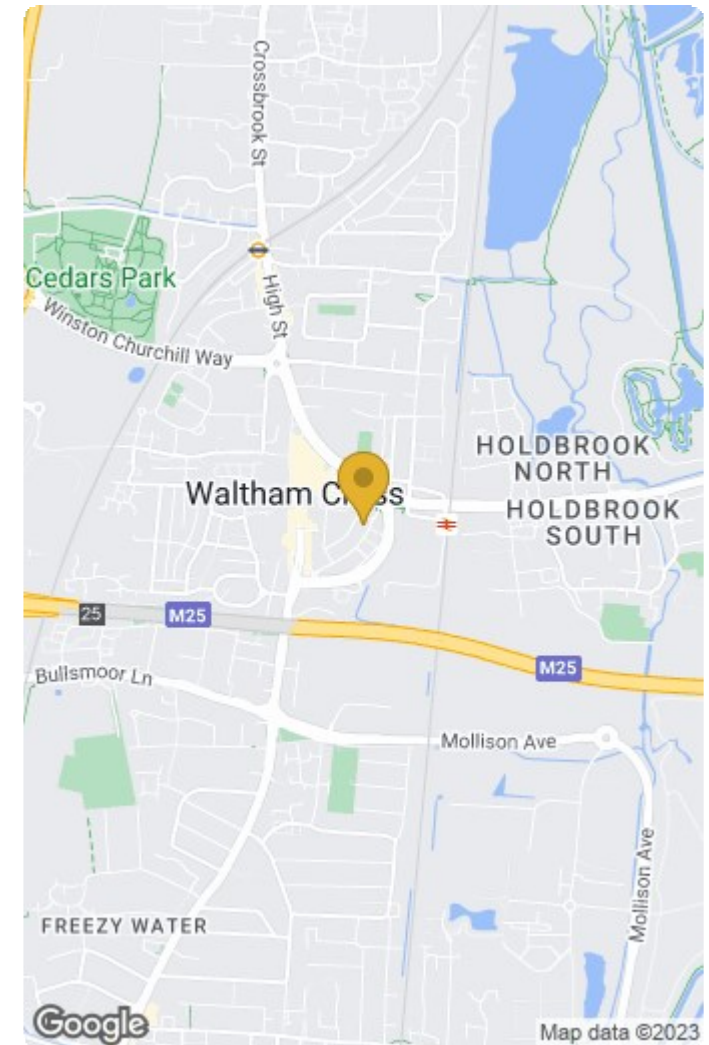 Crossbrook St
Cedars Park
High St
Winston Churchill Way
HOLDBROOK
NORTH
Waltham C ss
HOLDBROOK
SOUTH
25
M25
M25
Bullsmoor Ln
Mollison Ave
Mollison Ave
FREEZY WATER
Google
Map data ©2023